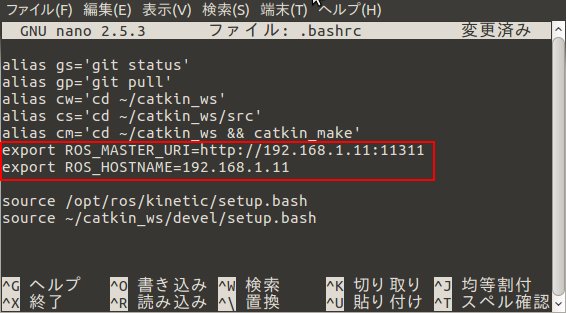 ファイル(F) 編集(E) 表示(V) 検索(S) 端末(T) ヘルプ(H)
GNU nano 2.5.3 ファイル: .bashrc 変更済み
alias gs='git status'
alias gp='git pull'
alias cw='cd ~/catkin_ws'
alias cs='cd ~/catkin_ws/src'
alias cm='cd ~/catkin_ws && catkin_make'
export ROS_MASTER_URI=http://192.168.1.11:11311
export ROS_HOSTNAME=192.168.1.11
source /opt/ros/kinetic/setup.bash
source ~/catkin_ws/devel/setup.bash
^G ヘルプ ^O 書き込み ^W 検索 ^K 切り取り ^J 均等割付
^X 終了 ^R 読み込み ^\ 置換 ^U 貼り付け ^T スペル確認